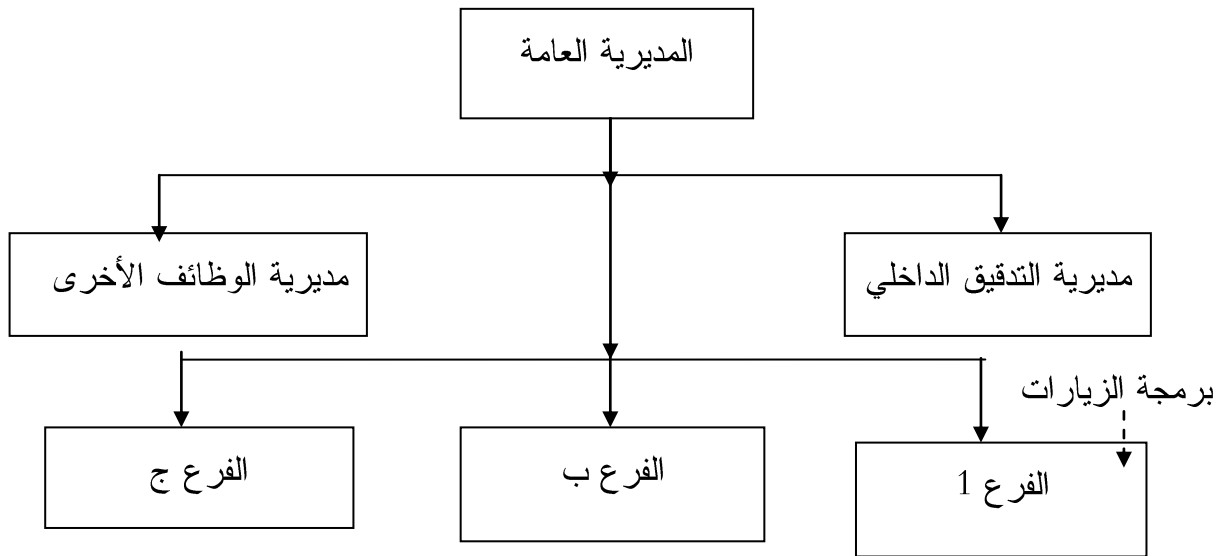 المديرية العامة
مديرية التدقيق الداخلي
مديرية الوظائف الأخرى
برمجة الزيارات
الفرع 1
الفرع ب
الفرع ج